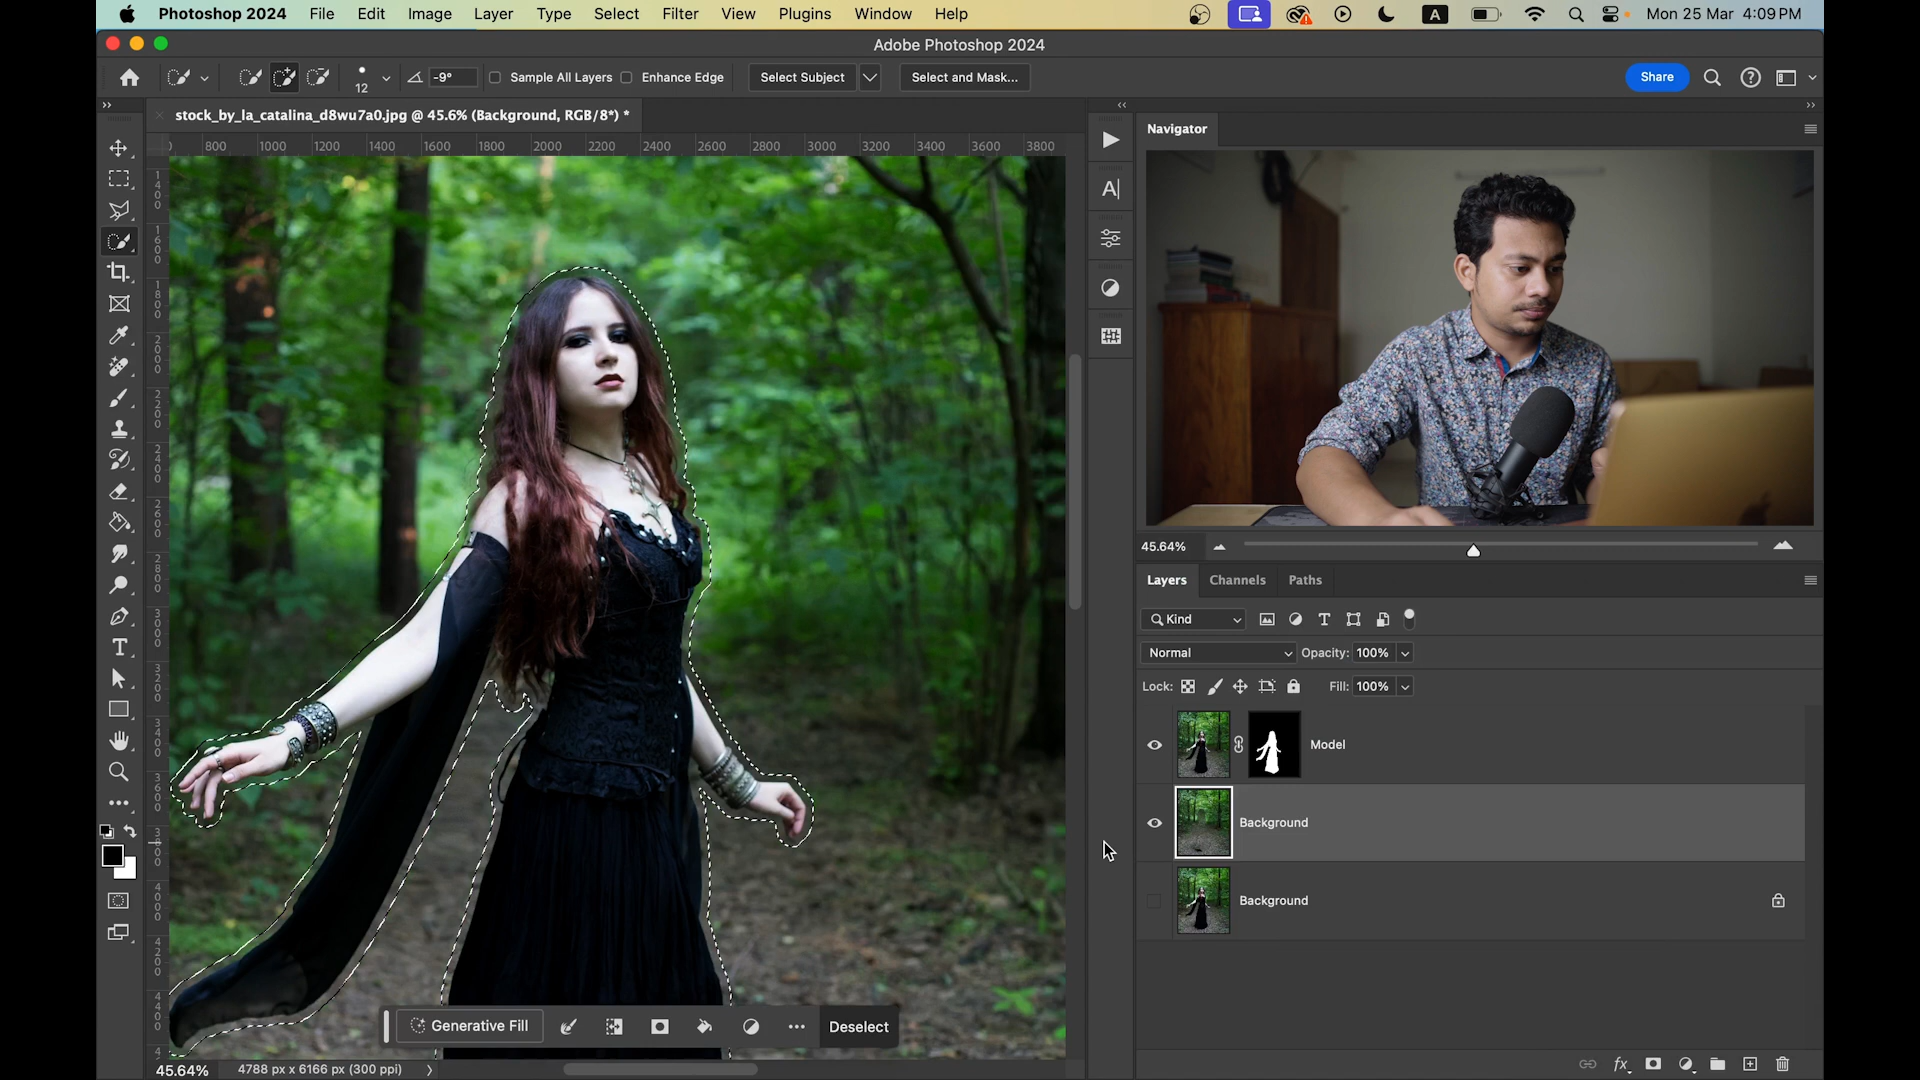 Photoshop 2024 File Edit Image Layer Type Select Filter View Plugins Window Help A Mon 25 Mar 4:09 PM
Adobe Photoshop 2024
12 -9° Sample All Layers Enhance Edge Select Subject Select and Mask... Share
stock_by_la_catalina_d8wu7a0.jpg @ 45.6% (Background, RGB/8*) *
Navigator
800 1000 1200 1400 1600 1800 2000 2200 2400 2600 2800 3000 3200 3400 3600 3800
1400
1600
1800
2000
2200
2400
2600
2800
3000
3200
3400
3600
3800
4000
4200
4400
45.64%
Layers Channels Paths
Kind
Normal Opacity: 100%
Lock: Fill: 100%
Model
Background
Background
Generative Fill Deselect
45.64% 4788 px x 6166 px (300 ppi)
fx